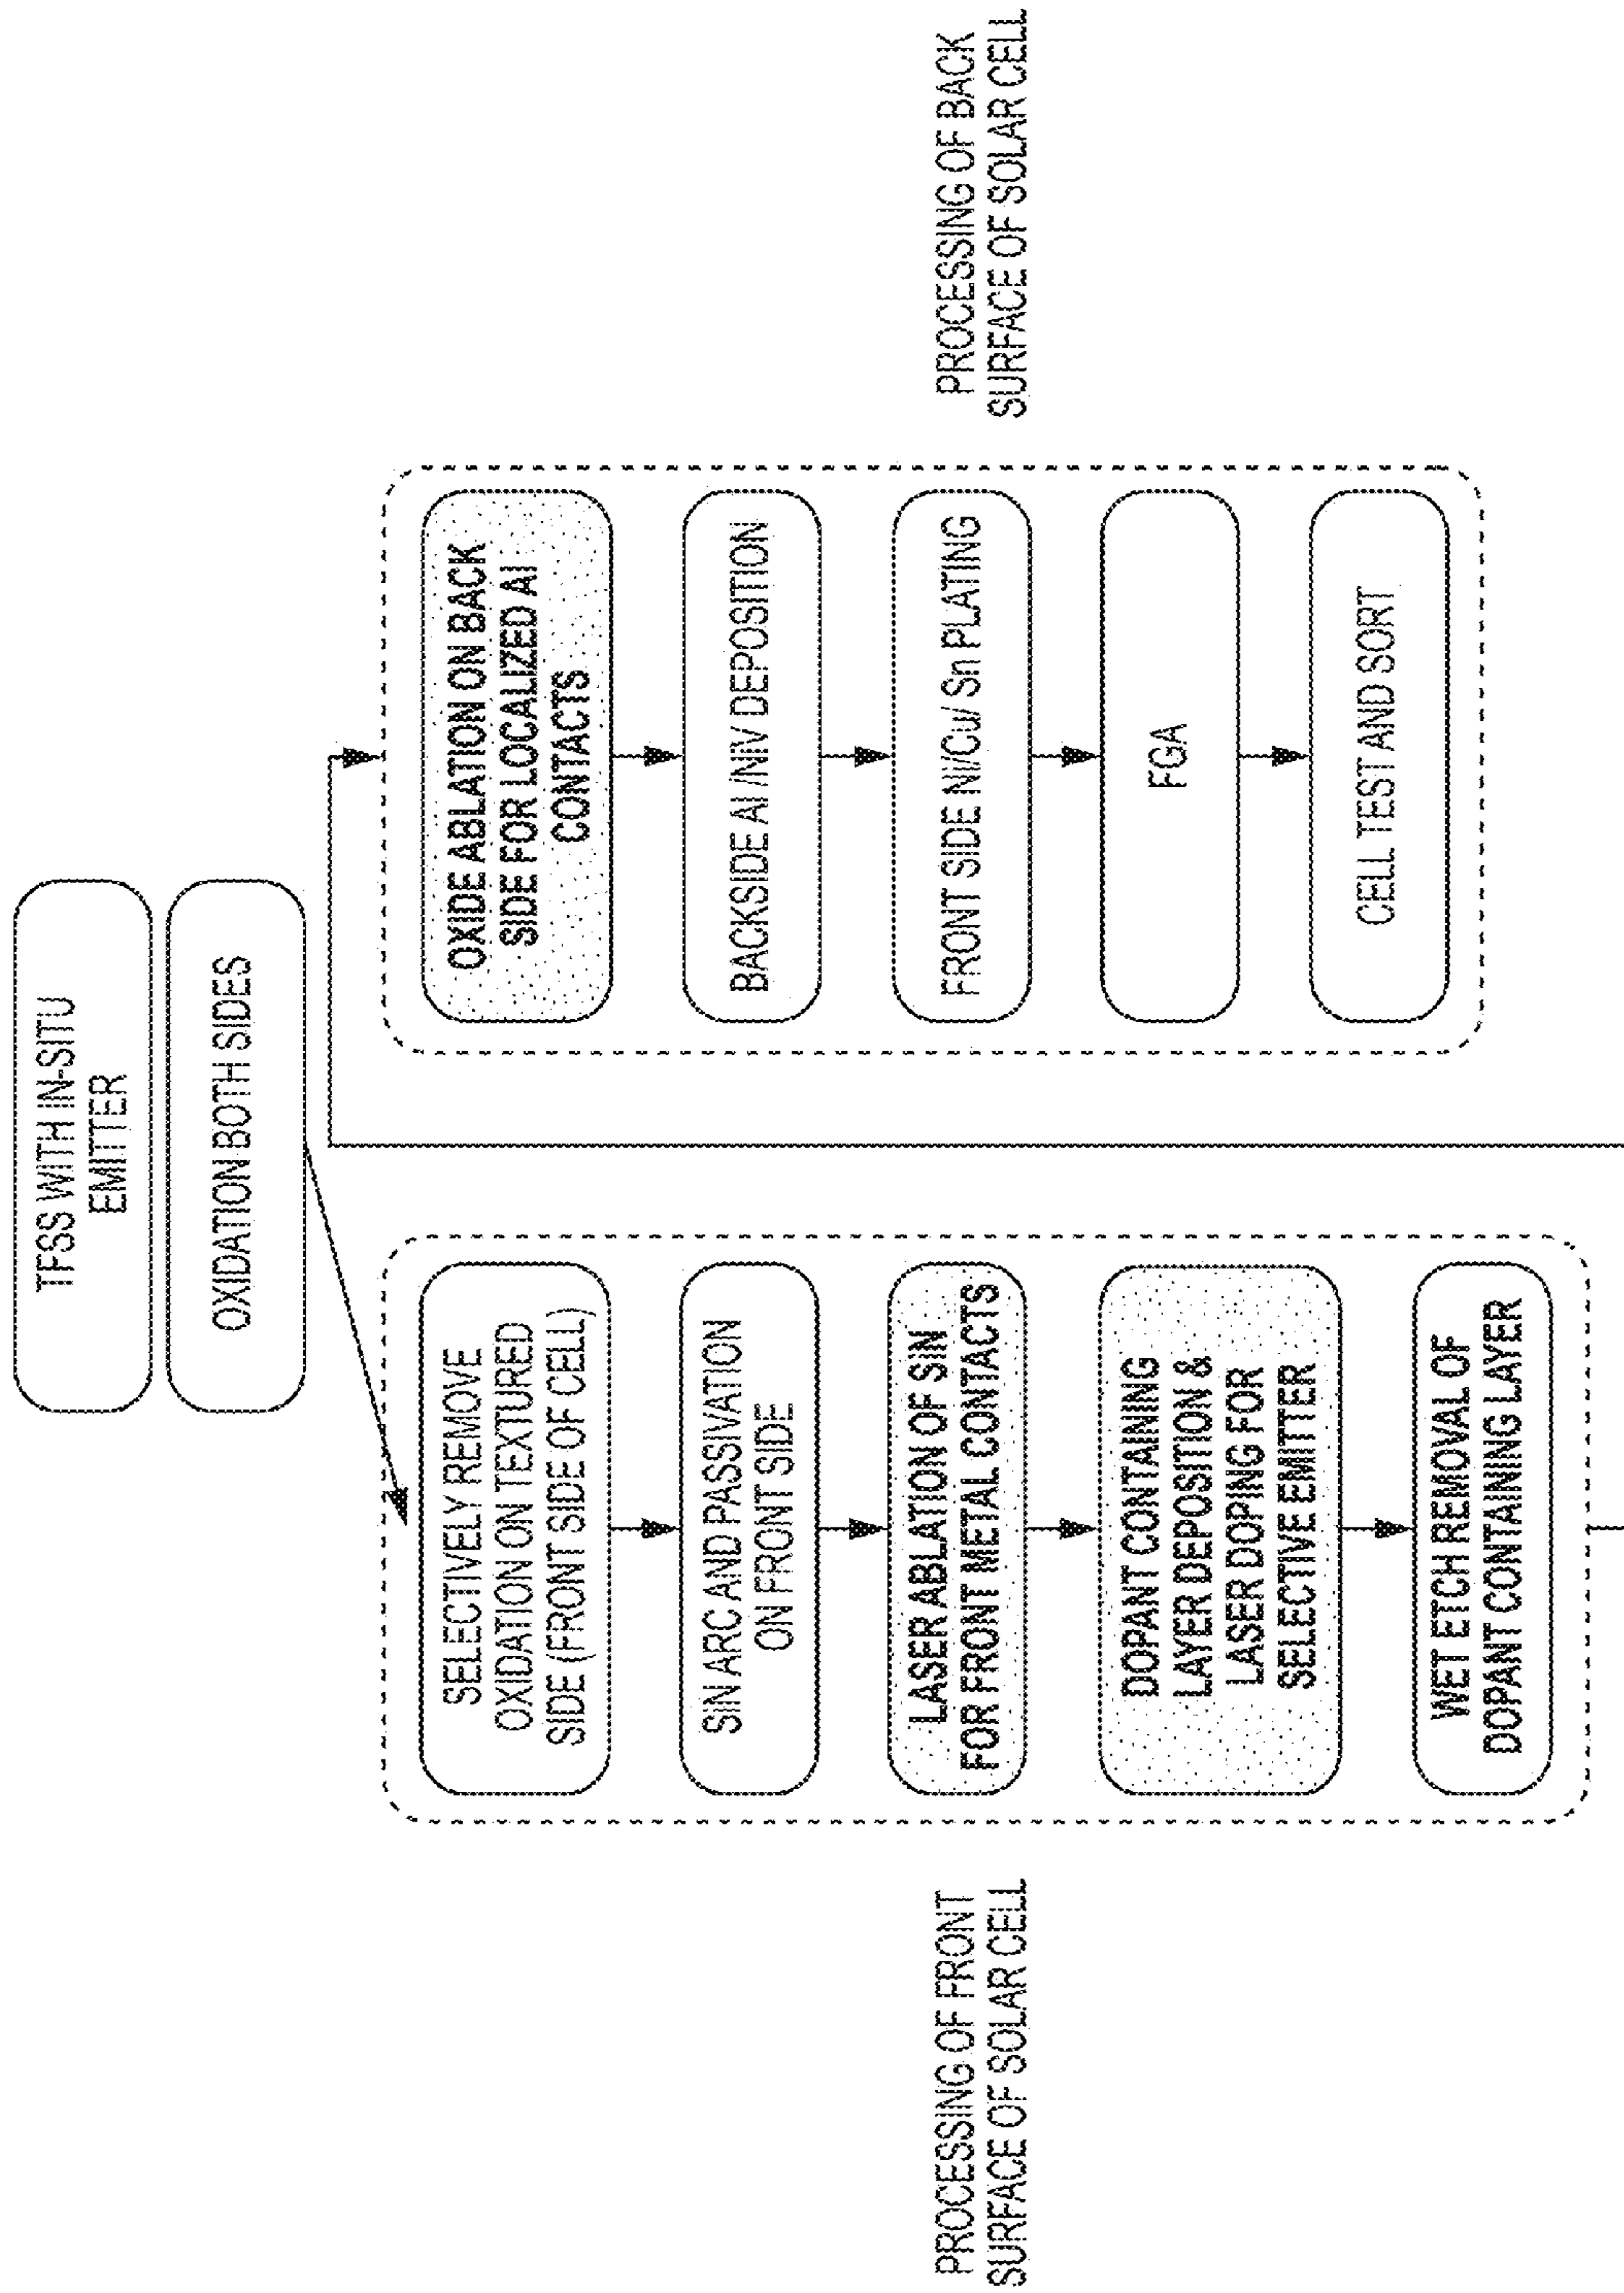 TFSS WITH IN-SITU
EMITTER
OXIDATION BOTH SIDES
PROCESSING OF FRONT
SURFACE OF SOLAR CELL
SELECTIVELY REMOVE
OXIDATION ON TEXTURED
SIDE (FRONT SIDE OF CELL)
SIN ARC AND PASSIVATION
ON FRONT SIDE
LASER ABLATION OF SIN
FOR FRONT METAL CONTACTS
DOPANT CONTAINING
LAYER DEPOSITION &
LASER DOPING FOR
SELECTIVE EMITTER
WET ETCH REMOVAL OF
DOPANT CONTAINING LAYER
OXIDE ABLATION ON BACK
SIDE FOR LOCALIZED Al
CONTACTS
BACKSIDE Al /NiV DEPOSITION
FRONT SIDE Ni/Cu/ Sn PLATING
FGA
CELL TEST AND SORT
PROCESSING OF BACK
SURFACE OF SOLAR CELL